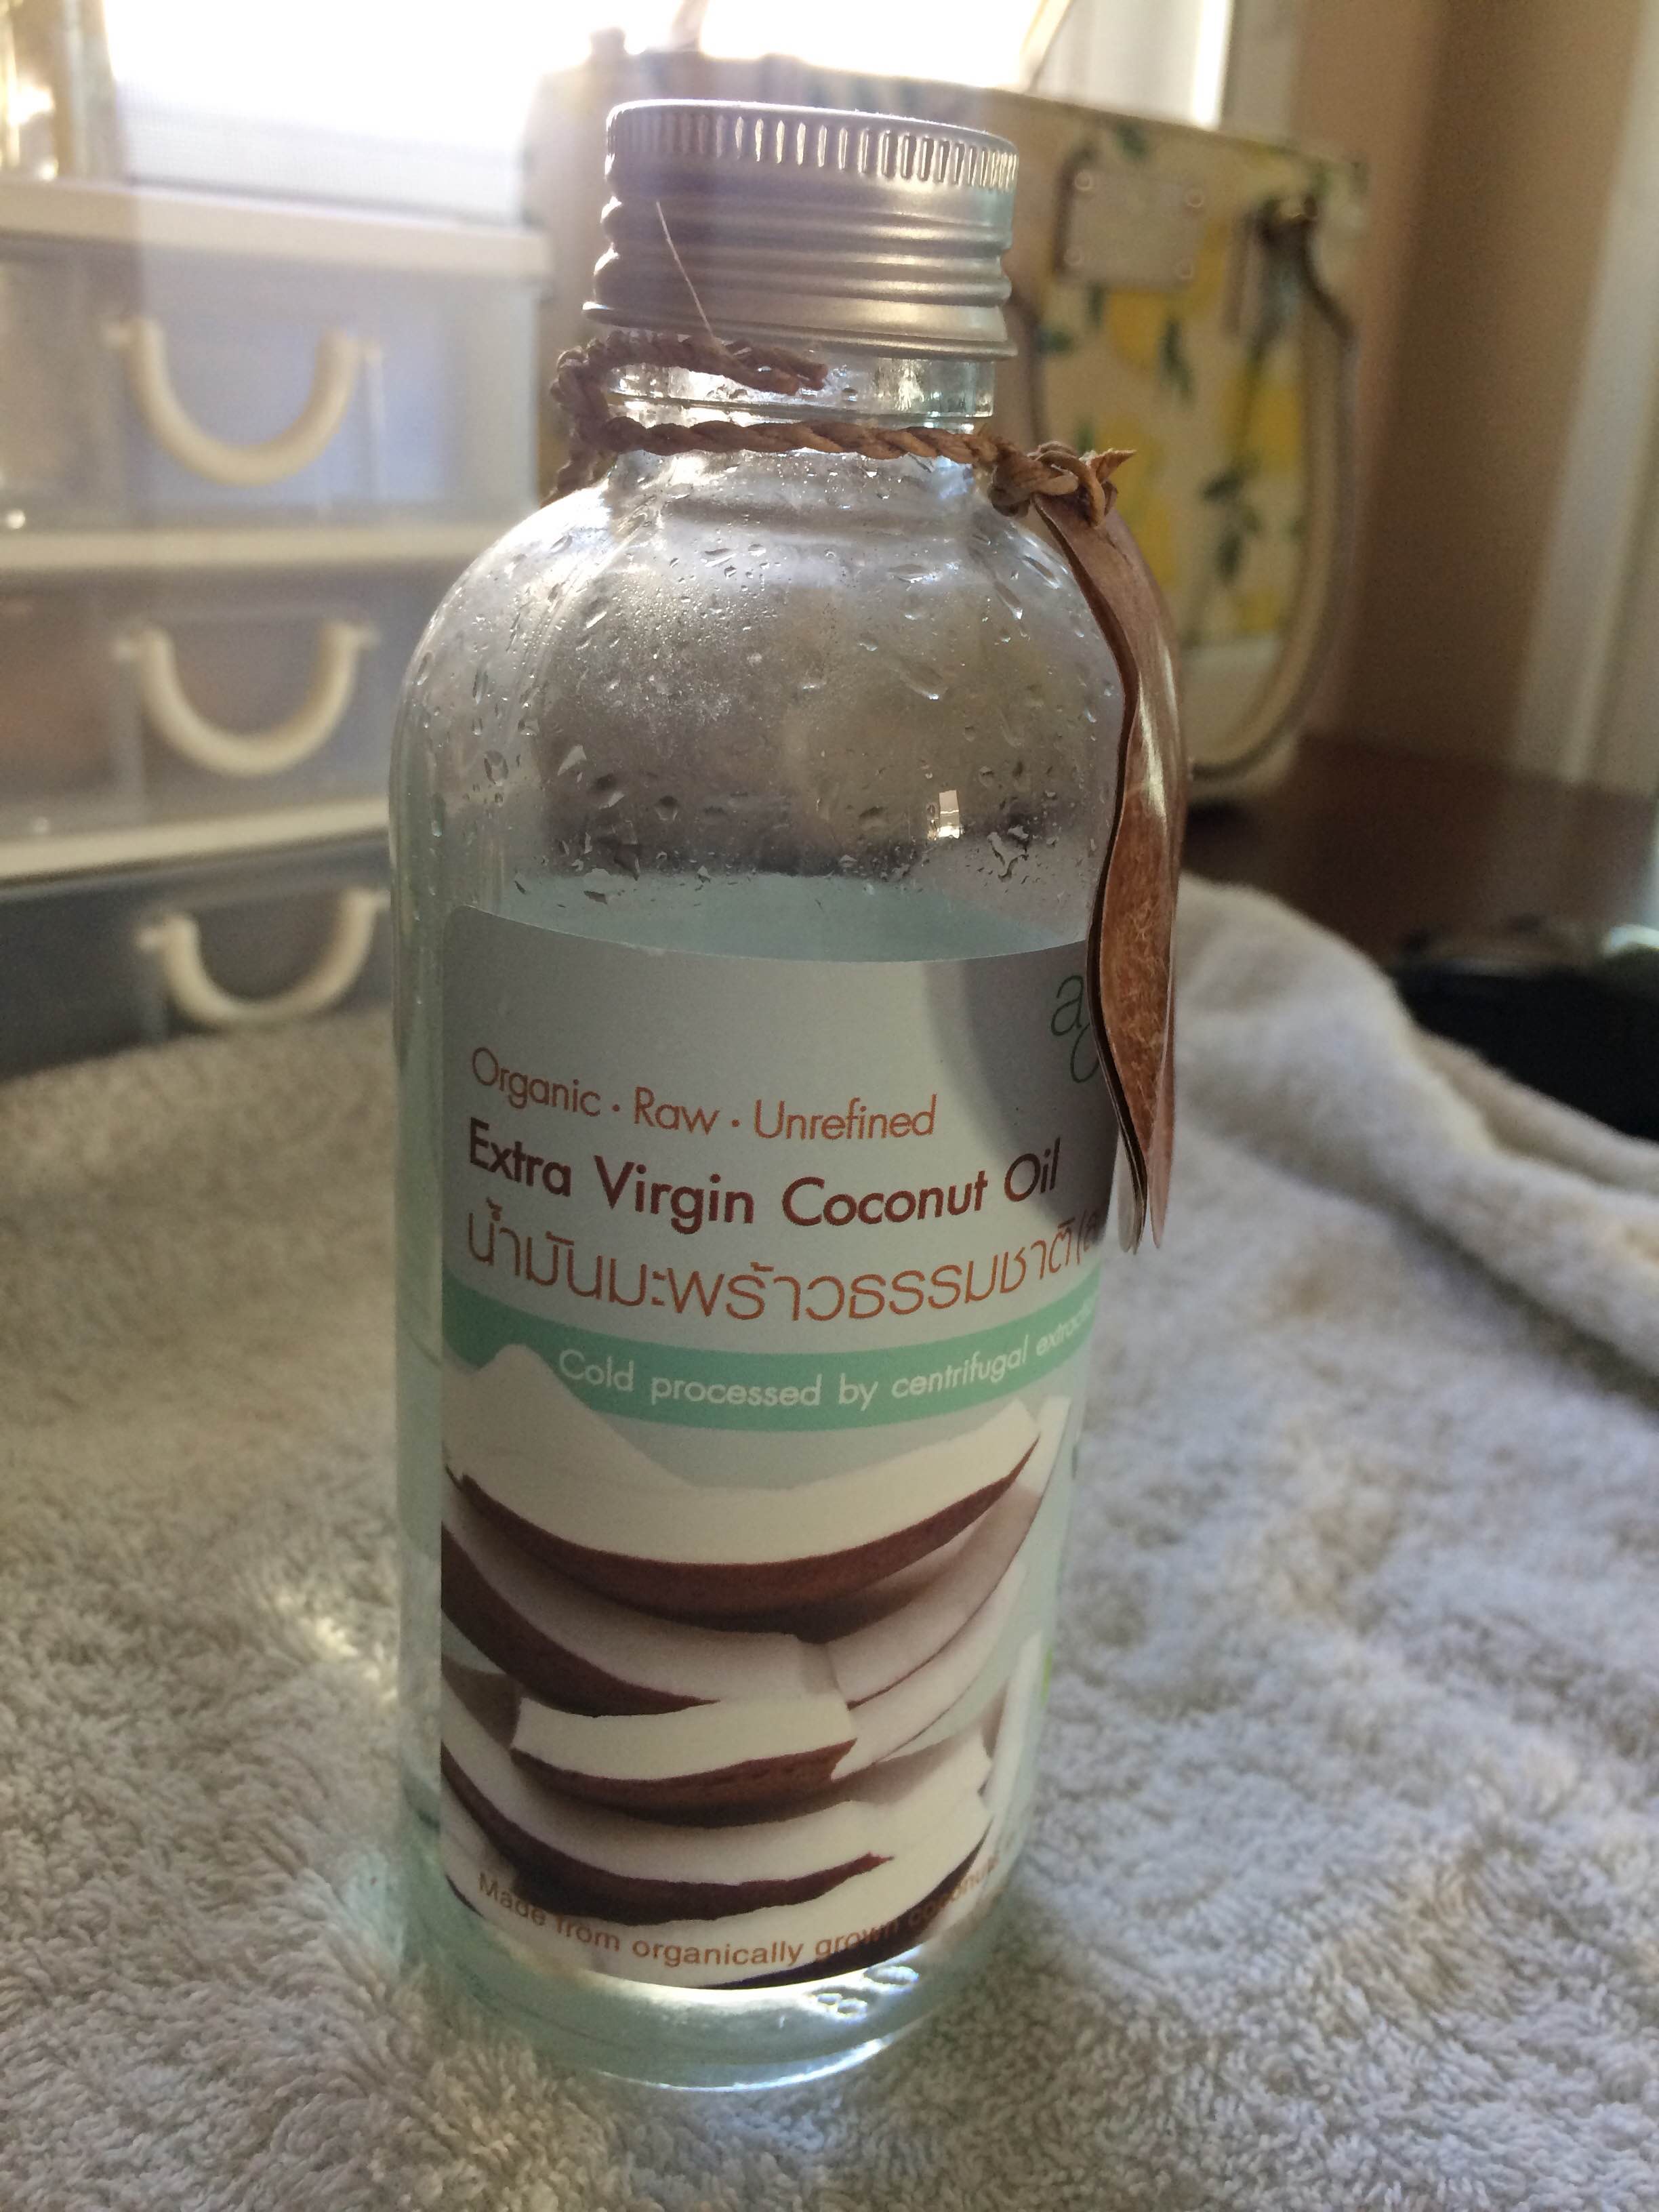 Organic · Raw · Unrefined
Extra Virgin Coconut Oil
น้ำมันมะพร้าวธรรมชาติ
Cold processed by centrifugal
Made from organically grown coconuts